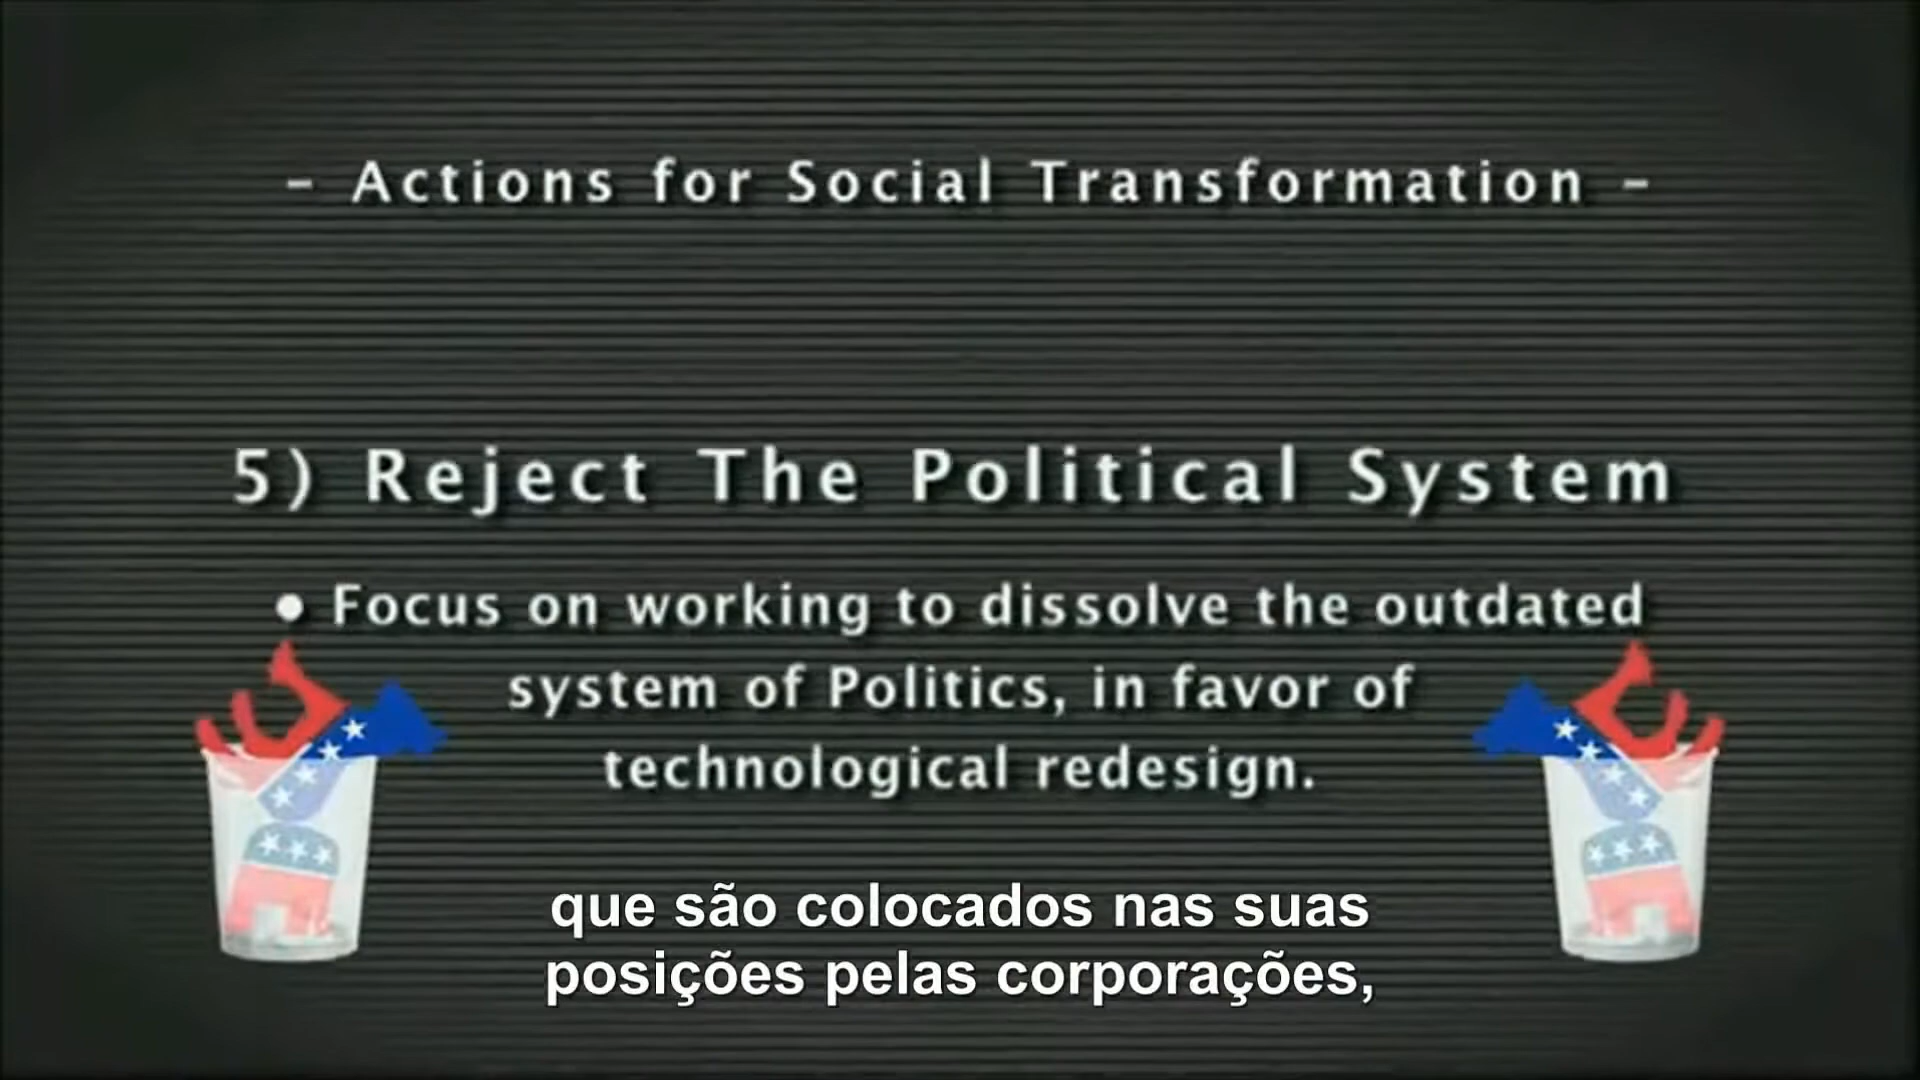 - Actions for Social Transformation -
5) Reject The Political System
• Focus on working to dissolve the outdated
system of Politics, in favor of
technological redesign.
que são colocados nas suas
posições pelas corporações,